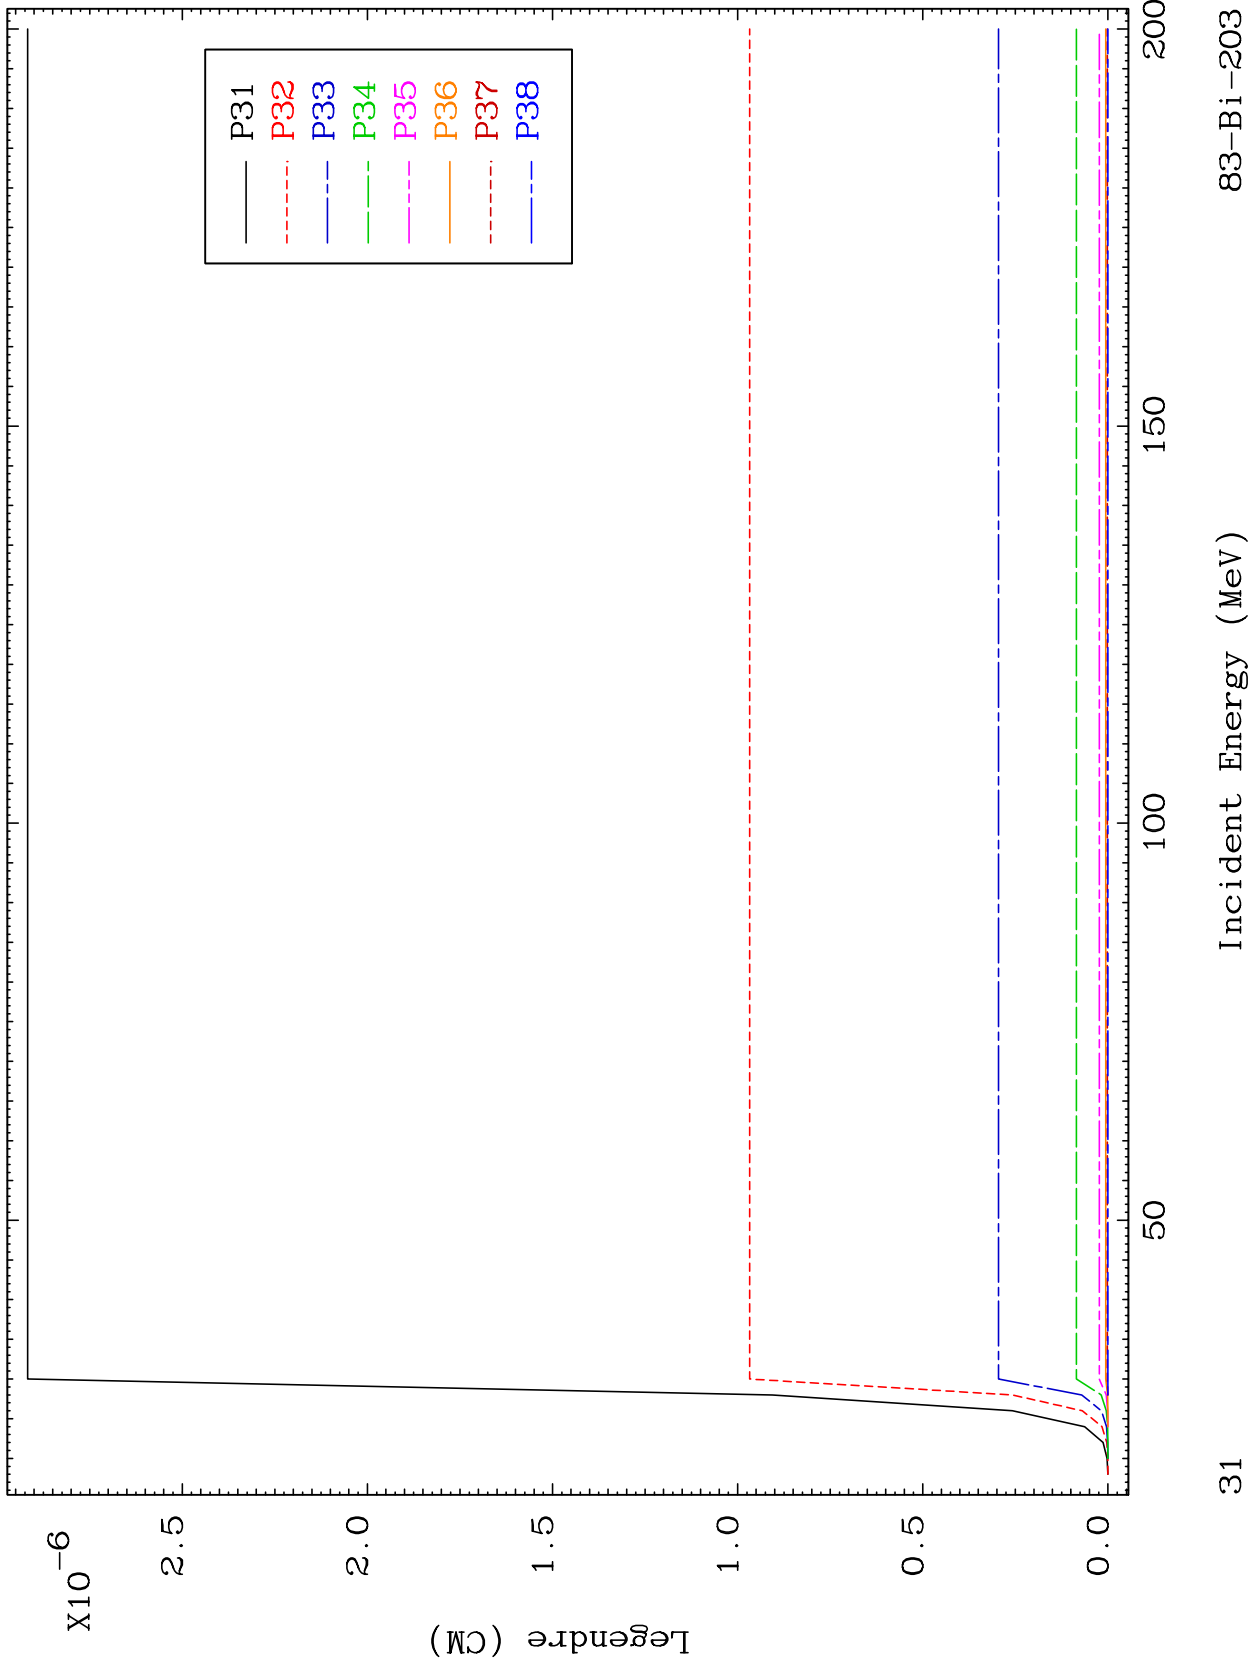 X10-6
2.5
2.0
1.5
1.0
0.5
0.0
Legendre (CM)
P31
P32
P33
P34
P35
P36
P37
P38
50
100
150
200
Incident Energy (MeV)
31
83-Bi-203